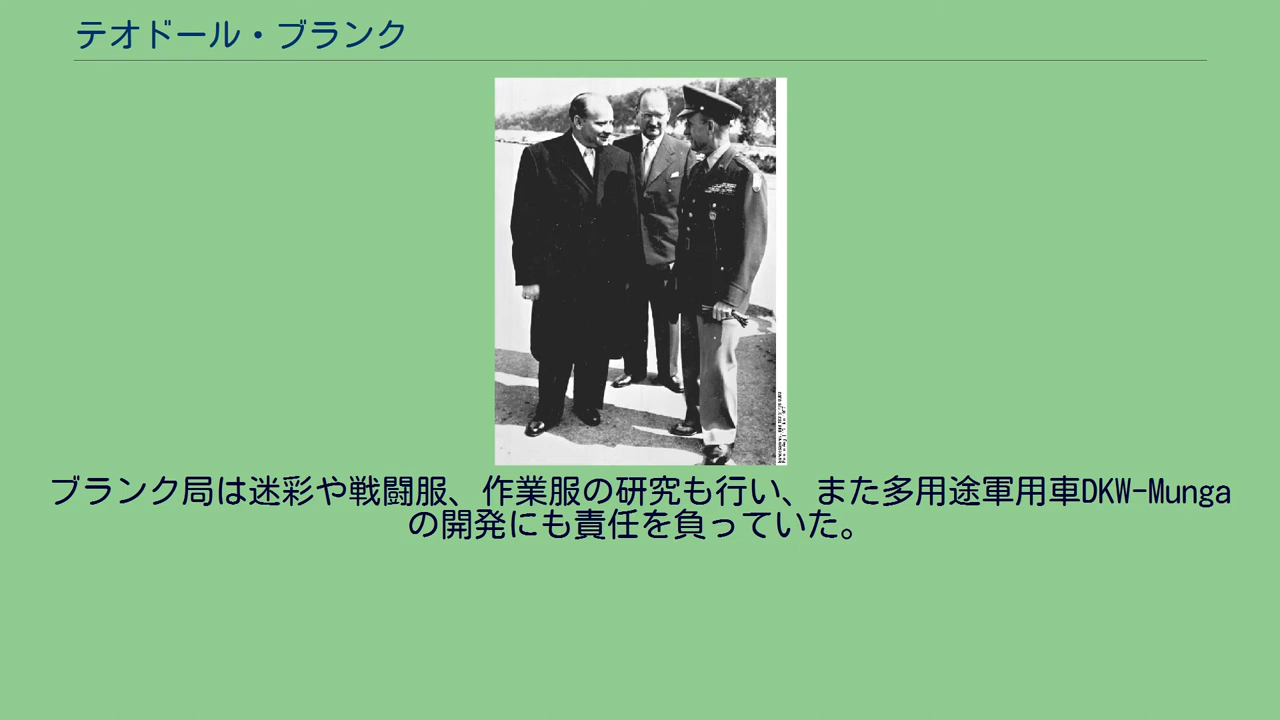 テオドール・ブランク
ブランク局は迷彩や戦闘服、作業服の研究も行い、また多用途軍用車DKW-Munga
の開発にも責任を負っていた。